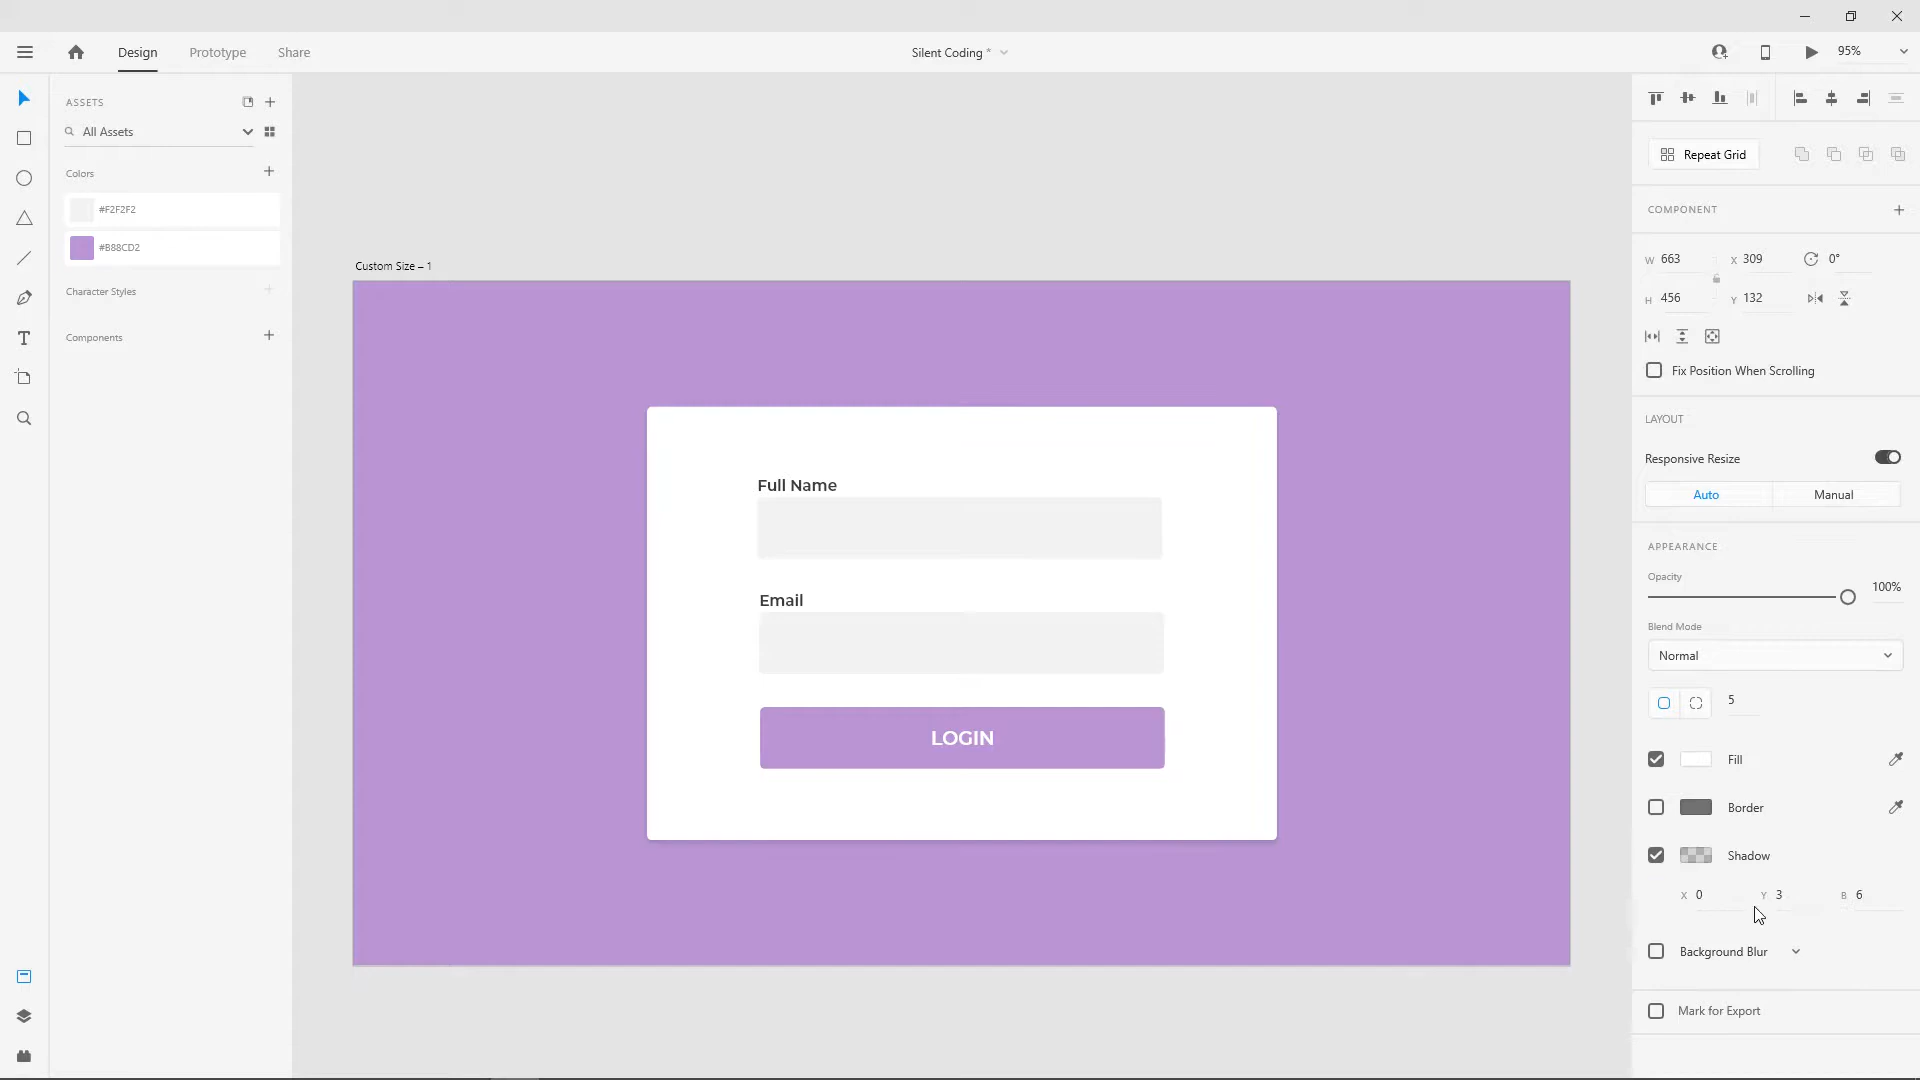 Design Prototype Share Silent Coding * 95%
ASSETS
All Assets
Colors
#F2F2F2
#B88CD2
Character Styles
Components
Custom Size – 1
Full Name
Email
LOGIN
Repeat Grid
COMPONENT
W 663 X 309 0°
H 456 Y 132
Fix Position When Scrolling
LAYOUT
Responsive Resize
Auto Manual
APPEARANCE
Opacity
100%
Blend Mode
Normal
5
Fill
Border
Shadow
X 0 Y 3 B 6
Background Blur
Mark for Export